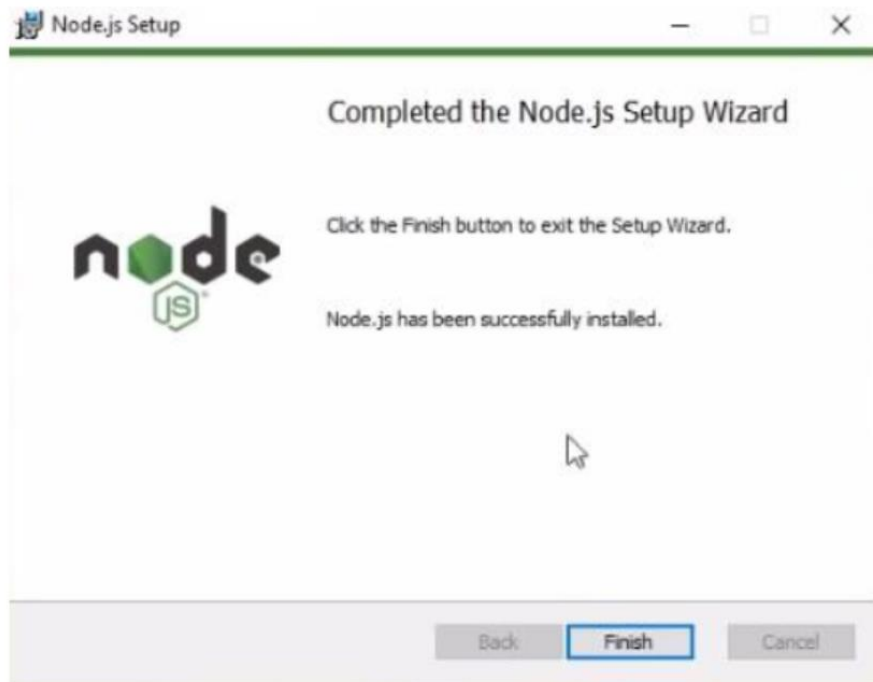 Node.js Setup
Completed the Node.js Setup Wizard
Click the Finish button to exit the Setup Wizard.
node
JS
Node.js has been successfully installed.
Back
Finish
Cancel